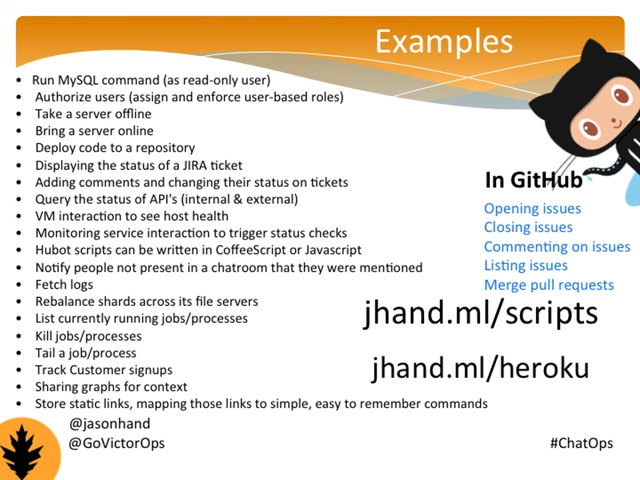 Examples
• Run MySQL command (as read-only user)
• Authorize users (assign and enforce user-based roles)
• Take a server offline
• Bring a server online
• Deploy code to a repository
• Displaying the status of a JIRA ticket
• Adding comments and changing their status on tickets
• Query the status of API's (internal & external)
• VM interaction to see host health
• Monitoring service interaction to trigger status checks
• Hubot scripts can be written in CoffeeScript or Javascript
• Notify people not present in a chatroom that they were mentioned
• Fetch logs
• Rebalance shards across its file servers
• List currently running jobs/processes
• Kill jobs/processes
• Tail a job/process
• Track Customer signups
• Sharing graphs for context
• Store static links, mapping those links to simple, easy to remember commands
In GitHub
Opening issues
Closing issues
Commenting on issues
Listing issues
Merge pull requests
jhand.ml/scripts
jhand.ml/heroku
@jasonhand
@GoVictorOps
#ChatOps